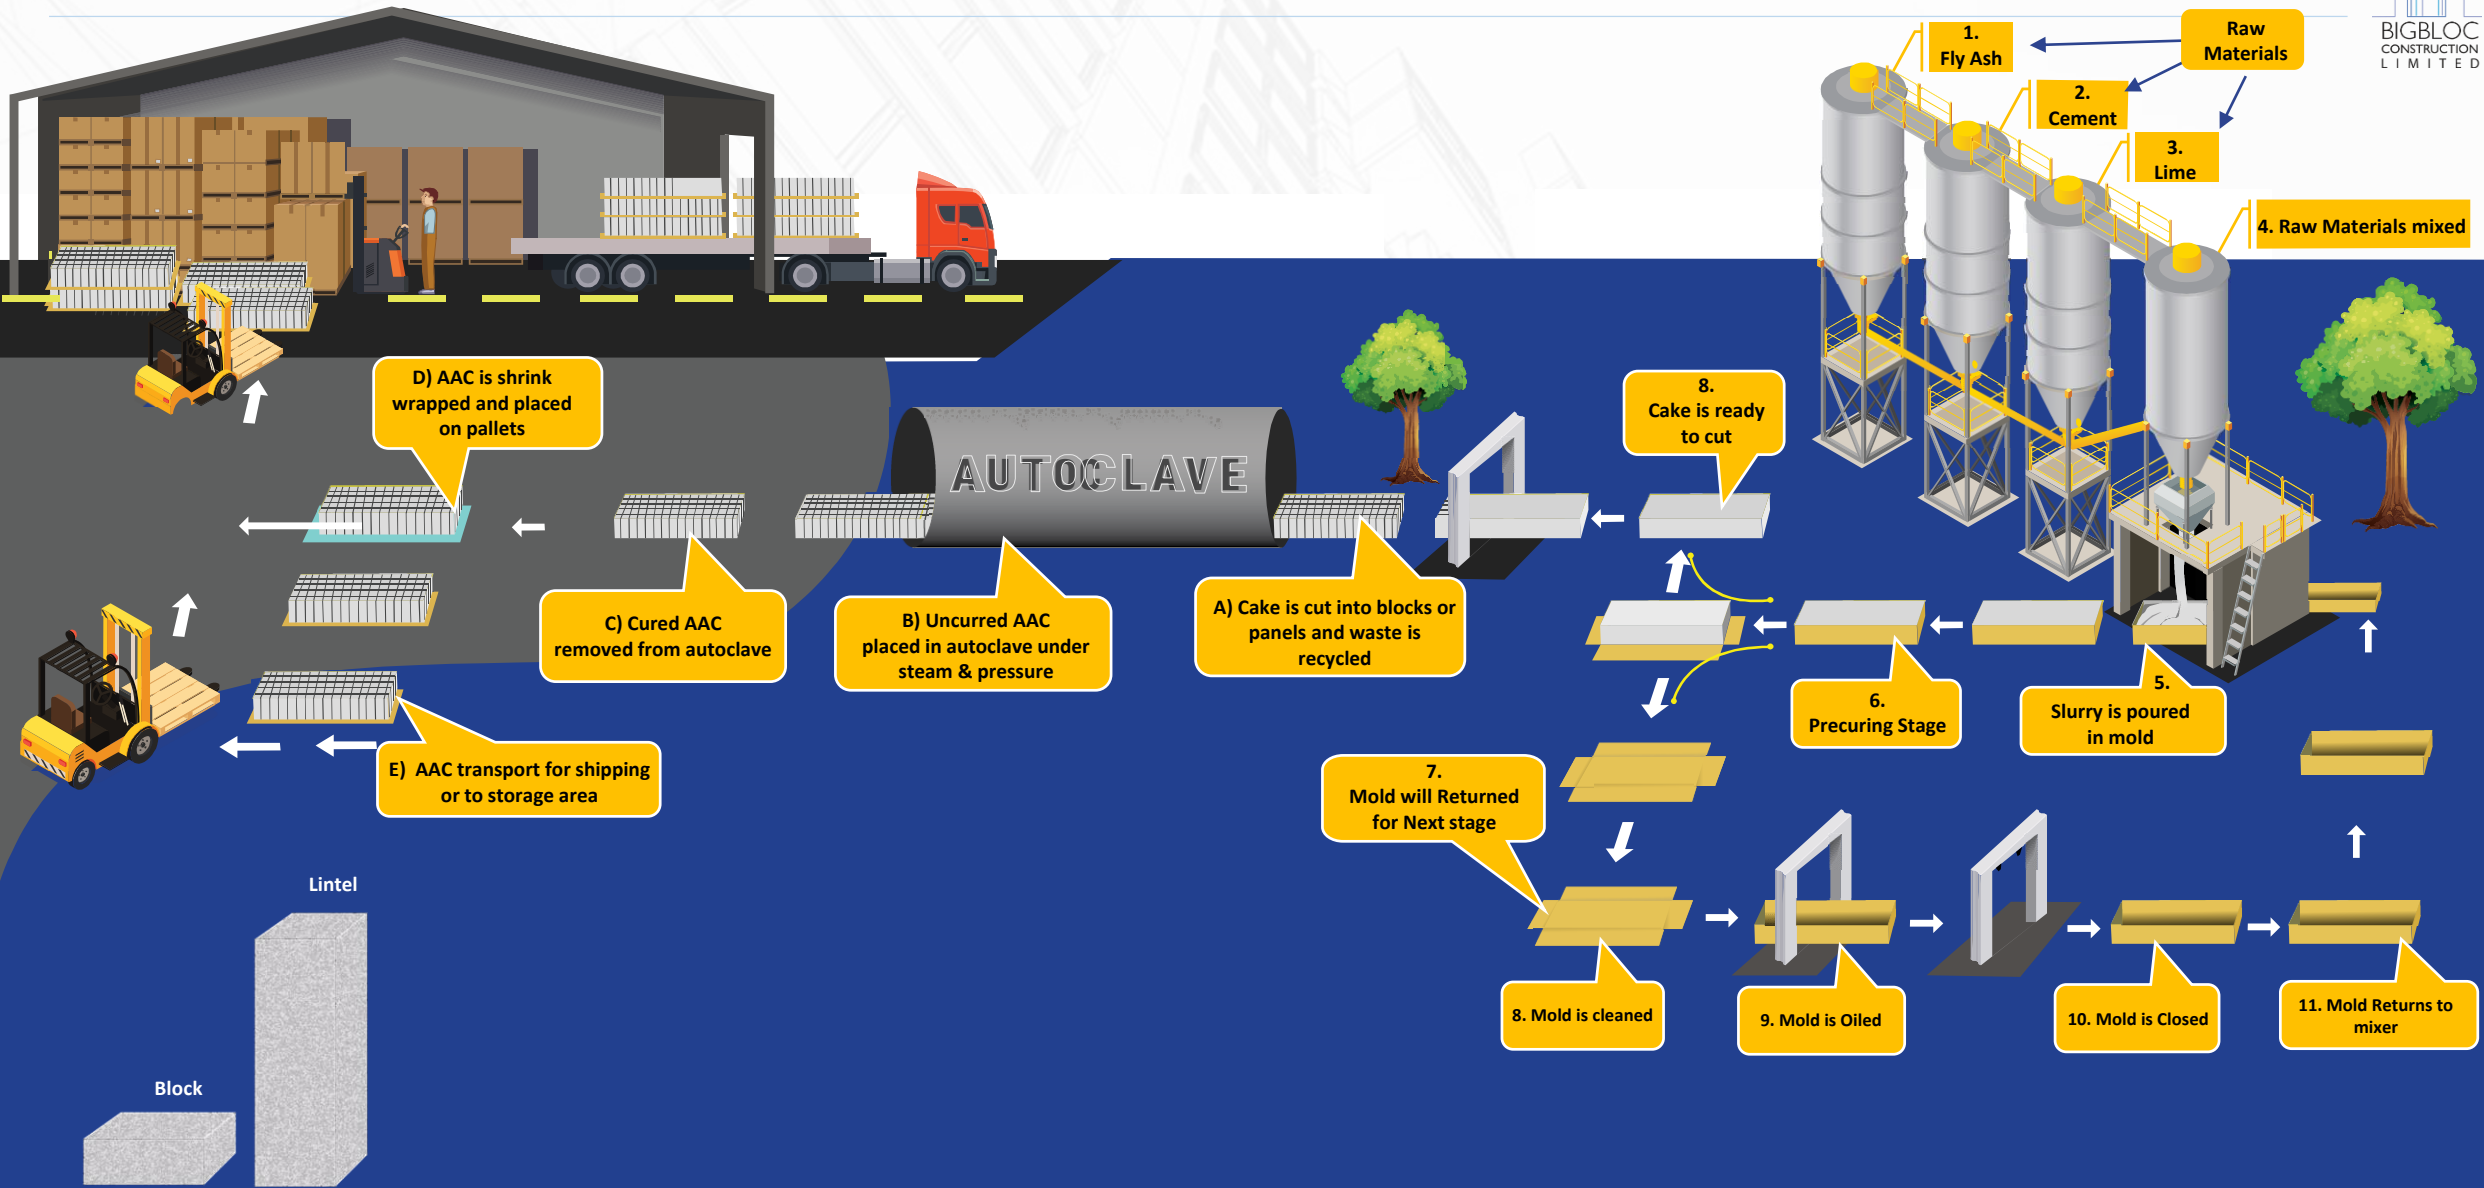 BIGBLOC
CONSTRUCTION
LIMITED
Raw
Materials
1.
Fly Ash
2.
Cement
3.
Lime
4. Raw Materials mixed
5.
Slurry is poured
in mold
6.
Precuring Stage
7.
Mold will Returned
for Next stage
8.
Cake is ready
to cut
8. Mold is cleaned
9. Mold is Oiled
10. Mold is Closed
11. Mold Returns to
mixer
A) Cake is cut into blocks or
panels and waste is
recycled
AUTOCLAVE
B) Uncurred AAC
placed in autoclave under
steam & pressure
C) Cured AAC
removed from autoclave
D) AAC is shrink
wrapped and placed
on pallets
E) AAC transport for shipping
or to storage area
Lintel
Block